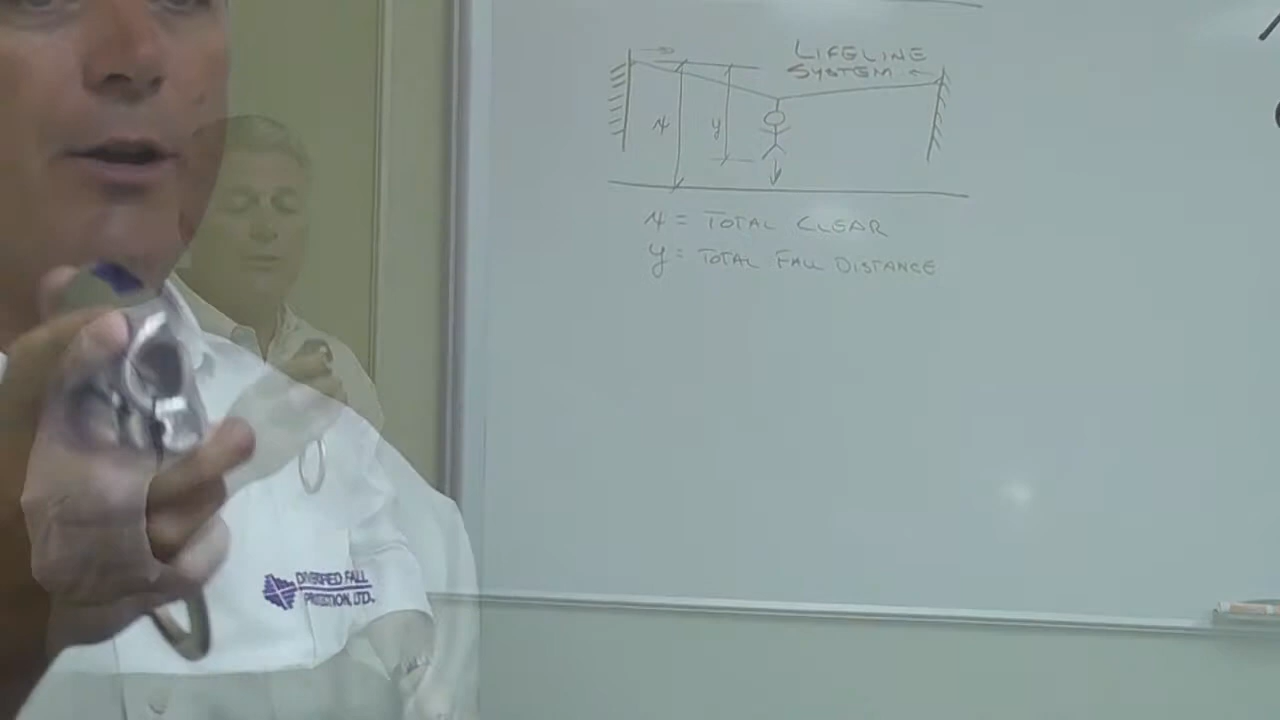 LIFELINE
SYSTEM
x
y
x = TOTAL CLEAR
y = TOTAL FALL DISTANCE
DIVERSIFIED FALL
PROTECTION, LTD.